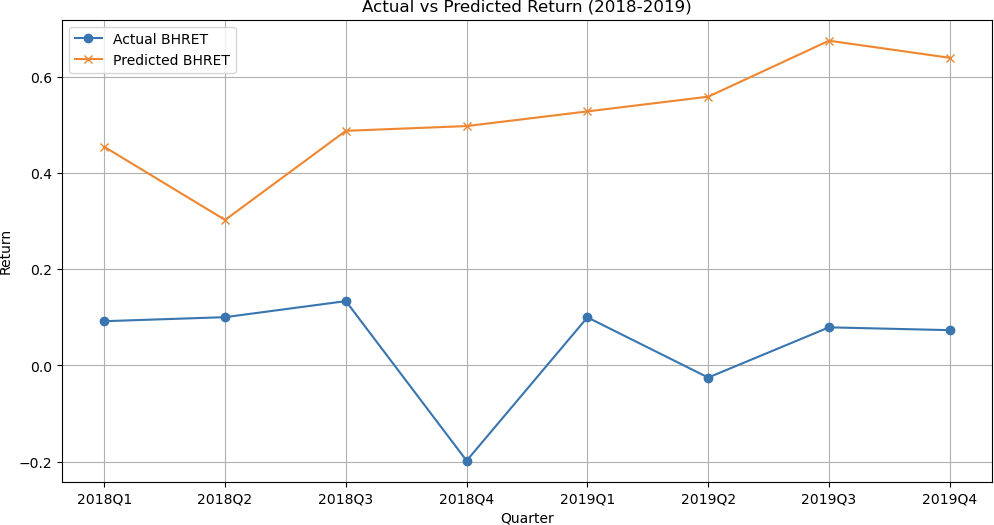 Actual vs Predicted Return (2018-2019)
Actual BHRET
Predicted BHRET
Return
0.6
0.4
0.2
0.0
−0.2
2018Q1 2018Q2 2018Q3 2018Q4 2019Q1 2019Q2 2019Q3 2019Q4
Quarter